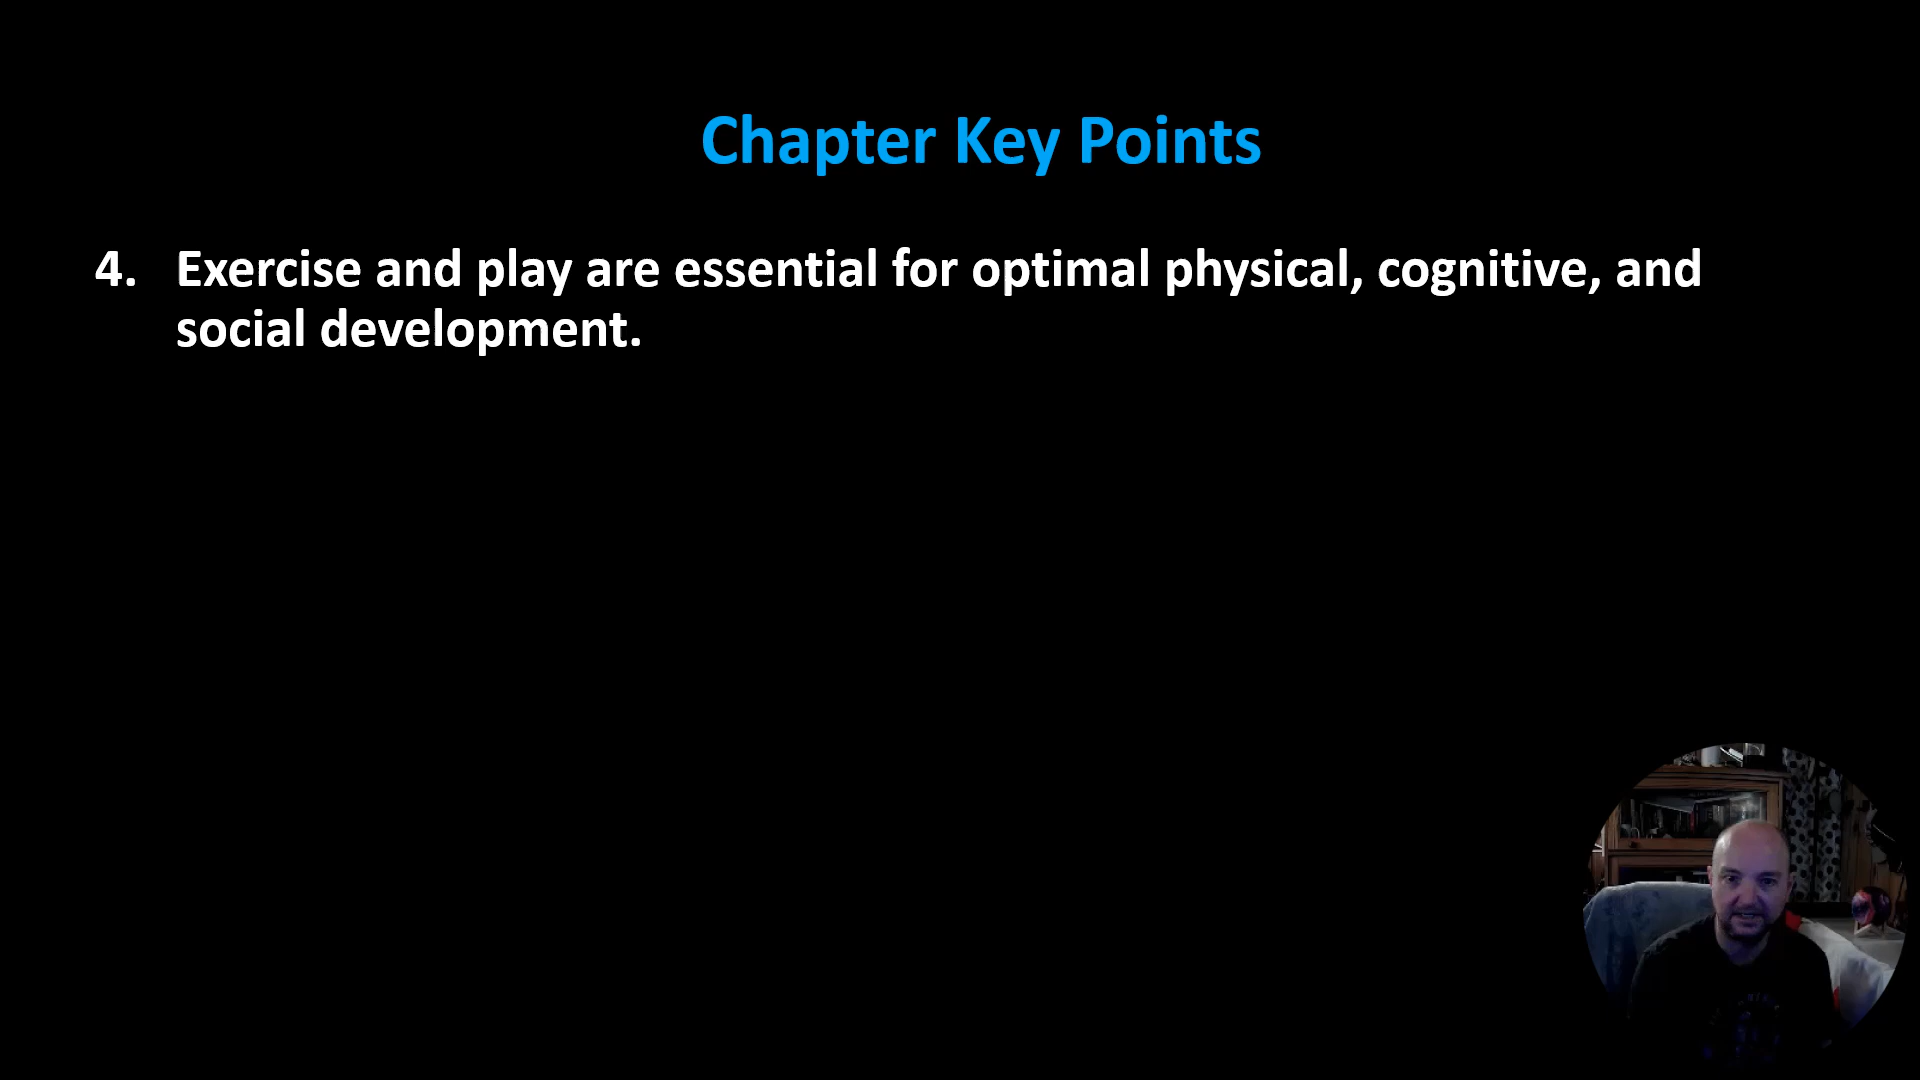 Chapter Key Points
4. Exercise and play are essential for optimal physical, cognitive, and
social development.